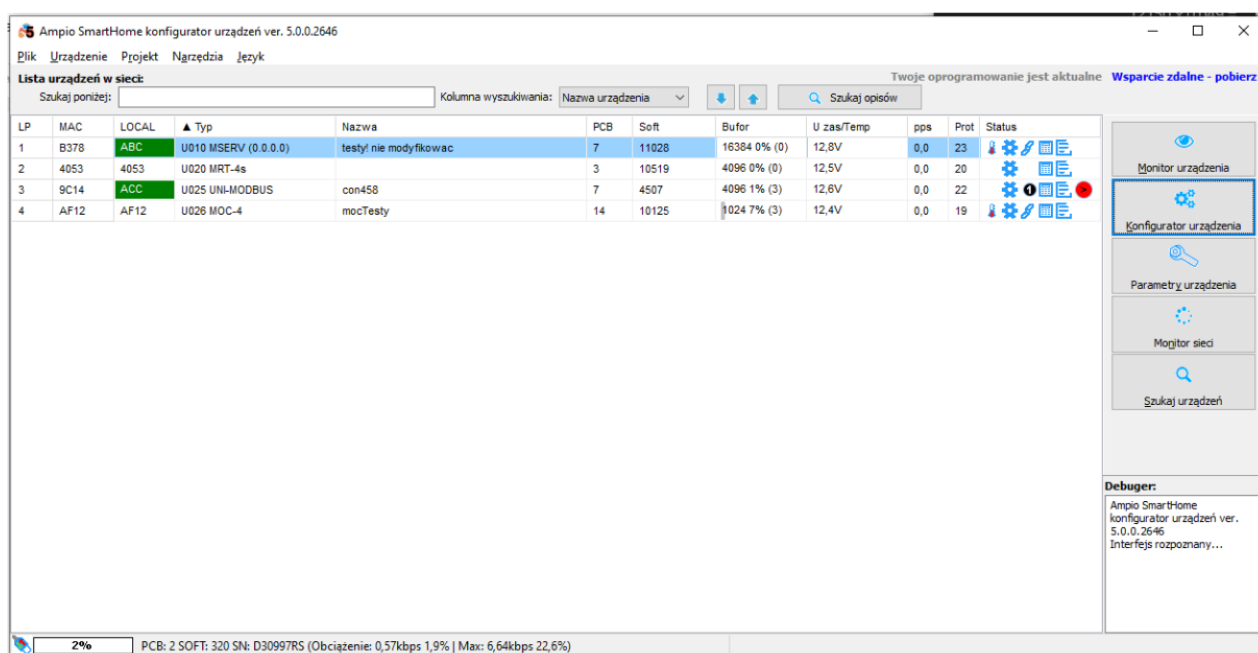 Ampio SmartHome konfigurator urządzeń ver. 5.0.0.2646
Plik Urządzenie Projekt Narzędzia Język
Lista urządzeń w sieci: Twoje oprogramowanie jest aktualne Wsparcie zdalne - pobierz
Szukaj poniżej: Kolumna wyszukiwania: Nazwa urządzenia Szukaj opisów
LP MAC LOCAL ▲ Typ Nazwa PCB Soft Bufor U zas/Temp pps Prot Status
1 B378 ABC U010 MSERV (0.0.0.0) testy! nie modyfikowac 7 11028 16384 0% (0) 12,8V 0,0 23
2 4053 4053 U020 MRT-4s 3 10519 4096 0% (0) 12,5V 0,0 20
3 9C14 ACC U025 UNI-MODBUS con458 7 4507 4096 1% (3) 12,6V 0,0 22 1 >
4 AF12 AF12 U026 MOC-4 mocTesty 14 10125 1024 7% (3) 12,4V 0,0 19
Monitor urządzenia
Konfigurator urządzenia
Parametry urządzenia
Monitor sieci
Szukaj urządzeń
Debuger:
Ampio SmartHome
konfigurator urządzeń ver.
5.0.0.2646
Interfejs rozpoznany...
2% PCB: 2 SOFT: 320 SN: D30997RS (Obciążenie: 0,57kbps 1,9% | Max: 6,64kbps 22,6%)